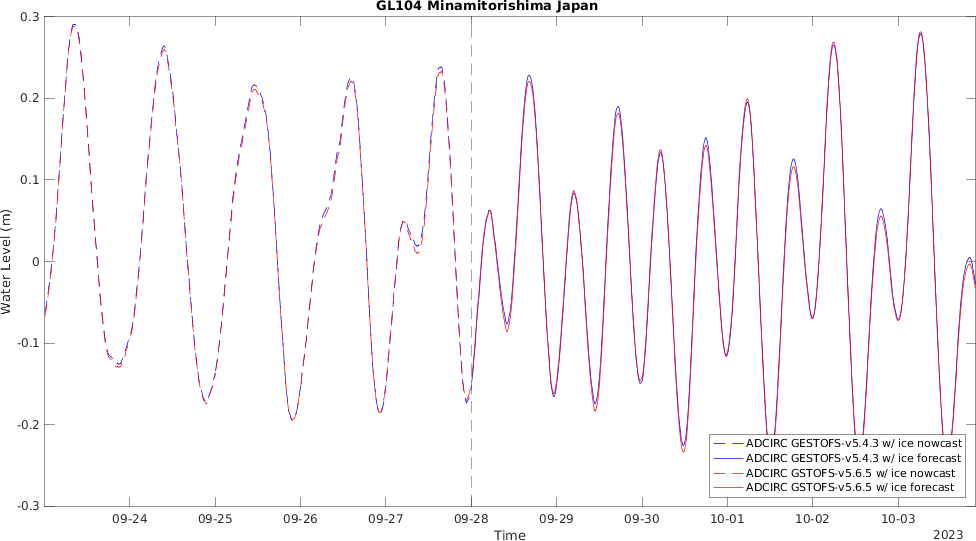 GL104 Minamitorishima Japan
0.3
0.2
0.1
0
-0.1
-0.2
-0.3
Water Level (m)
09-24 09-25 09-26 09-27 09-28 09-29 09-30 10-01 10-02 10-03
Time
2023
ADCIRC GESTOFS-v5.4.3 w/ ice nowcast
ADCIRC GESTOFS-v5.4.3 w/ ice forecast
ADCIRC GSTOFS-v5.6.5 w/ ice nowcast
ADCIRC GSTOFS-v5.6.5 w/ ice forecast